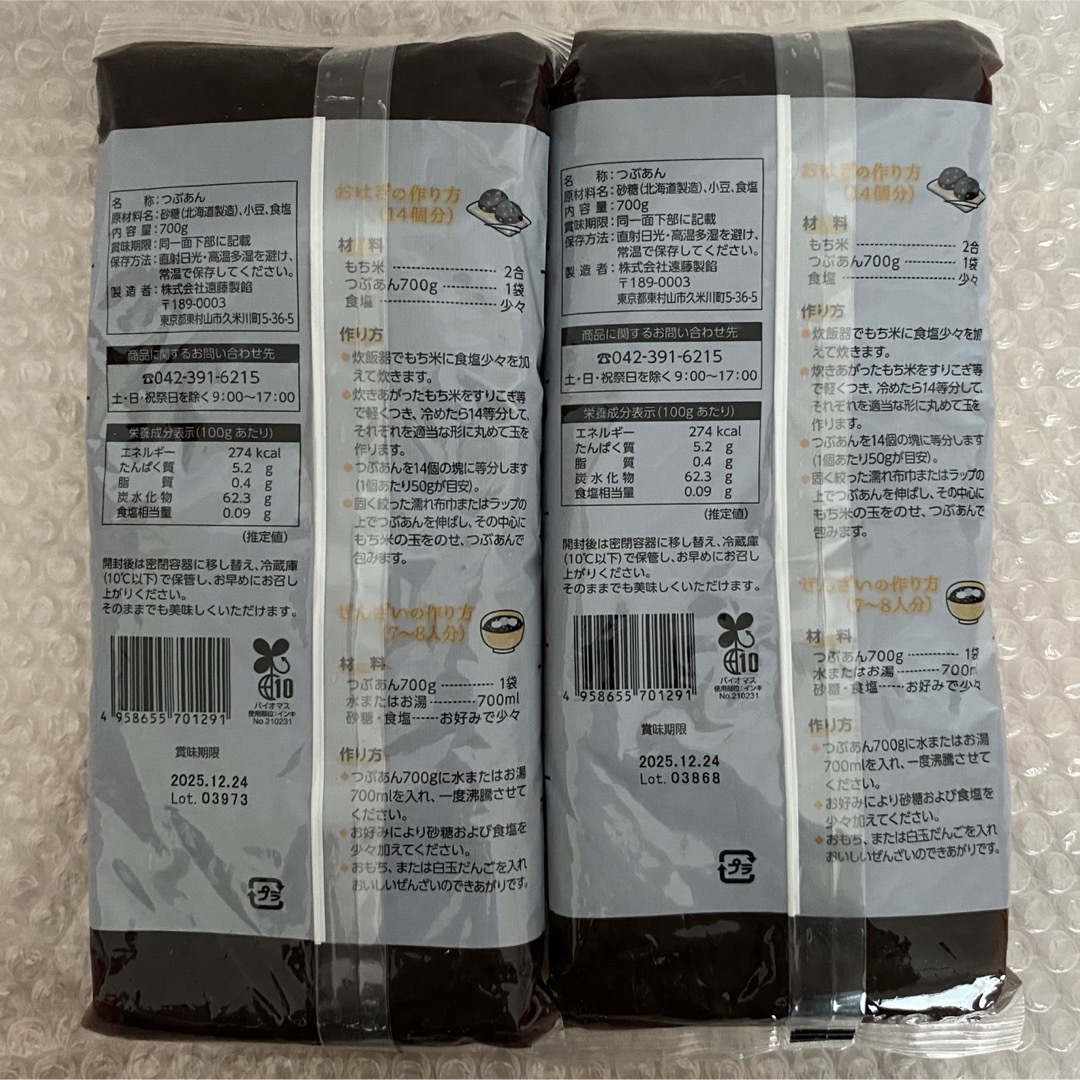 名　　称：つぶあん
原材料名：砂糖（北海道製造）、小豆、食塩
内 容 量：700g
賞味期限：同一面下部に記載
保存方法：直射日光・高温多湿を避け、
常温で保存してください。
製 造 者：株式会社遠藤製餡
〒189-0003
東京都東村山市久米川町5-36-5
商品に関するお問い合わせ先
☎042-391-6215
土・日・祝祭日を除く 9：00〜17：00
栄養成分表示（100gあたり）
エネルギー 274 kcal
たんぱく質 5.2 g
脂　　質 0.4 g
炭水化物 62.3 g
食塩相当量 0.09 g
（推定値）
開封後は密閉容器に移し替え、冷蔵庫
（10℃以下）で保管し、お早めにお召し
上がりください。
そのままでも美味しくいただけます。
4 958655 701291
10
バイオマス
使用部位：インキ
No.210231
賞味期限
2025.12.24
Lot. 03973
プラ
おはぎの作り方
（14個分）
材　料
もち米 2合
つぶあん700g 1袋
食塩 少々
作り方
●炊飯器でもち米に食塩少々を加
えて炊きます。
●炊きあがったもち米をすりこぎ等
で軽くつき、冷めたら14等分して、
それぞれを適当な形に丸めて玉を
作ります。
●つぶあんを14個の塊に等分します
（1個あたり50gが目安）。
●固く絞った濡れ布巾またはラップの
上でつぶあんを伸ばし、その中心に
もち米の玉をのせ、つぶあんで
包みます。
ぜんざいの作り方
（7〜8人分）
材　料
つぶあん700g 1袋
水またはお湯 700ml
砂糖・食塩 お好みで少々
作り方
●つぶあん700gに水またはお湯
700mlを入れ、一度沸騰させて
ください。
●お好みにより砂糖および食塩を
少々加えてください。
●おもち、または白玉だんごを入れ
おいしいぜんざいのできあがりです。
名　　称：つぶあん
原材料名：砂糖（北海道製造）、小豆、食塩
内 容 量：700g
賞味期限：同一面下部に記載
保存方法：直射日光・高温多湿を避け、
常温で保存してください。
製 造 者：株式会社遠藤製餡
〒189-0003
東京都東村山市久米川町5-36-5
商品に関するお問い合わせ先
☎042-391-6215
土・日・祝祭日を除く 9：00〜17：00
栄養成分表示（100gあたり）
エネルギー 274 kcal
たんぱく質 5.2 g
脂　　質 0.4 g
炭水化物 62.3 g
食塩相当量 0.09 g
（推定値）
開封後は密閉容器に移し替え、冷蔵庫
（10℃以下）で保管し、お早めにお召し
上がりください。
そのままでも美味しくいただけます。
4 958655 701291
10
バイオマス
使用部位：インキ
No.210231
賞味期限
2025.12.24
Lot. 03868
プラ
おはぎの作り方
（14個分）
材　料
もち米 2合
つぶあん700g 1袋
食塩 少々
作り方
●炊飯器でもち米に食塩少々を加
えて炊きます。
●炊きあがったもち米をすりこぎ等
で軽くつき、冷めたら14等分して、
それぞれを適当な形に丸めて玉を
作ります。
●つぶあんを14個の塊に等分します
（1個あたり50gが目安）。
●固く絞った濡れ布巾またはラップの
上でつぶあんを伸ばし、その中心に
もち米の玉をのせ、つぶあんで
包みます。
ぜんざいの作り方
（7〜8人分）
材　料
つぶあん700g 1袋
水またはお湯 700ml
砂糖・食塩 お好みで少々
作り方
●つぶあん700gに水またはお湯
700mlを入れ、一度沸騰させて
ください。
●お好みにより砂糖および食塩を
少々加えてください。
●おもち、または白玉だんごを入れ
おいしいぜんざいのできあがりです。